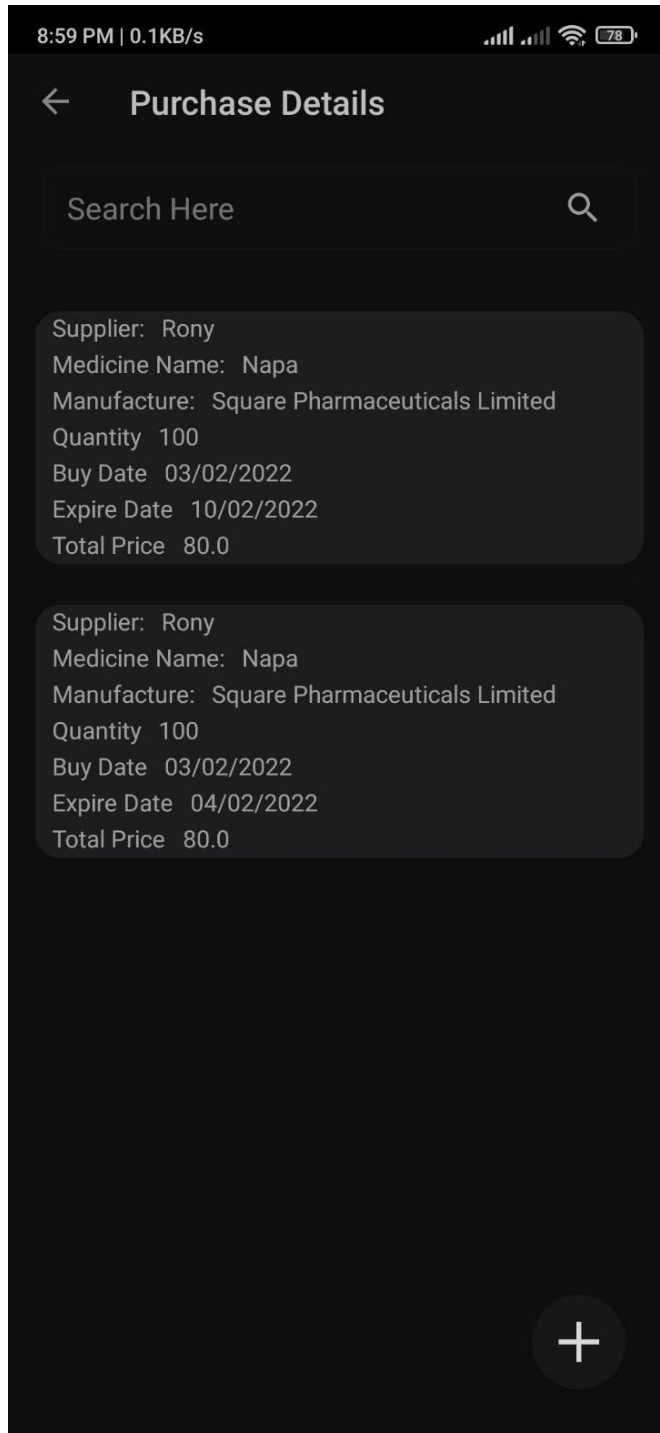 8:59 PM | 0.1KB/s 78
Purchase Details
Search Here
Supplier: Rony
Medicine Name: Napa
Manufacture: Square Pharmaceuticals Limited
Quantity 100
Buy Date 03/02/2022
Expire Date 10/02/2022
Total Price 80.0
Supplier: Rony
Medicine Name: Napa
Manufacture: Square Pharmaceuticals Limited
Quantity 100
Buy Date 03/02/2022
Expire Date 04/02/2022
Total Price 80.0